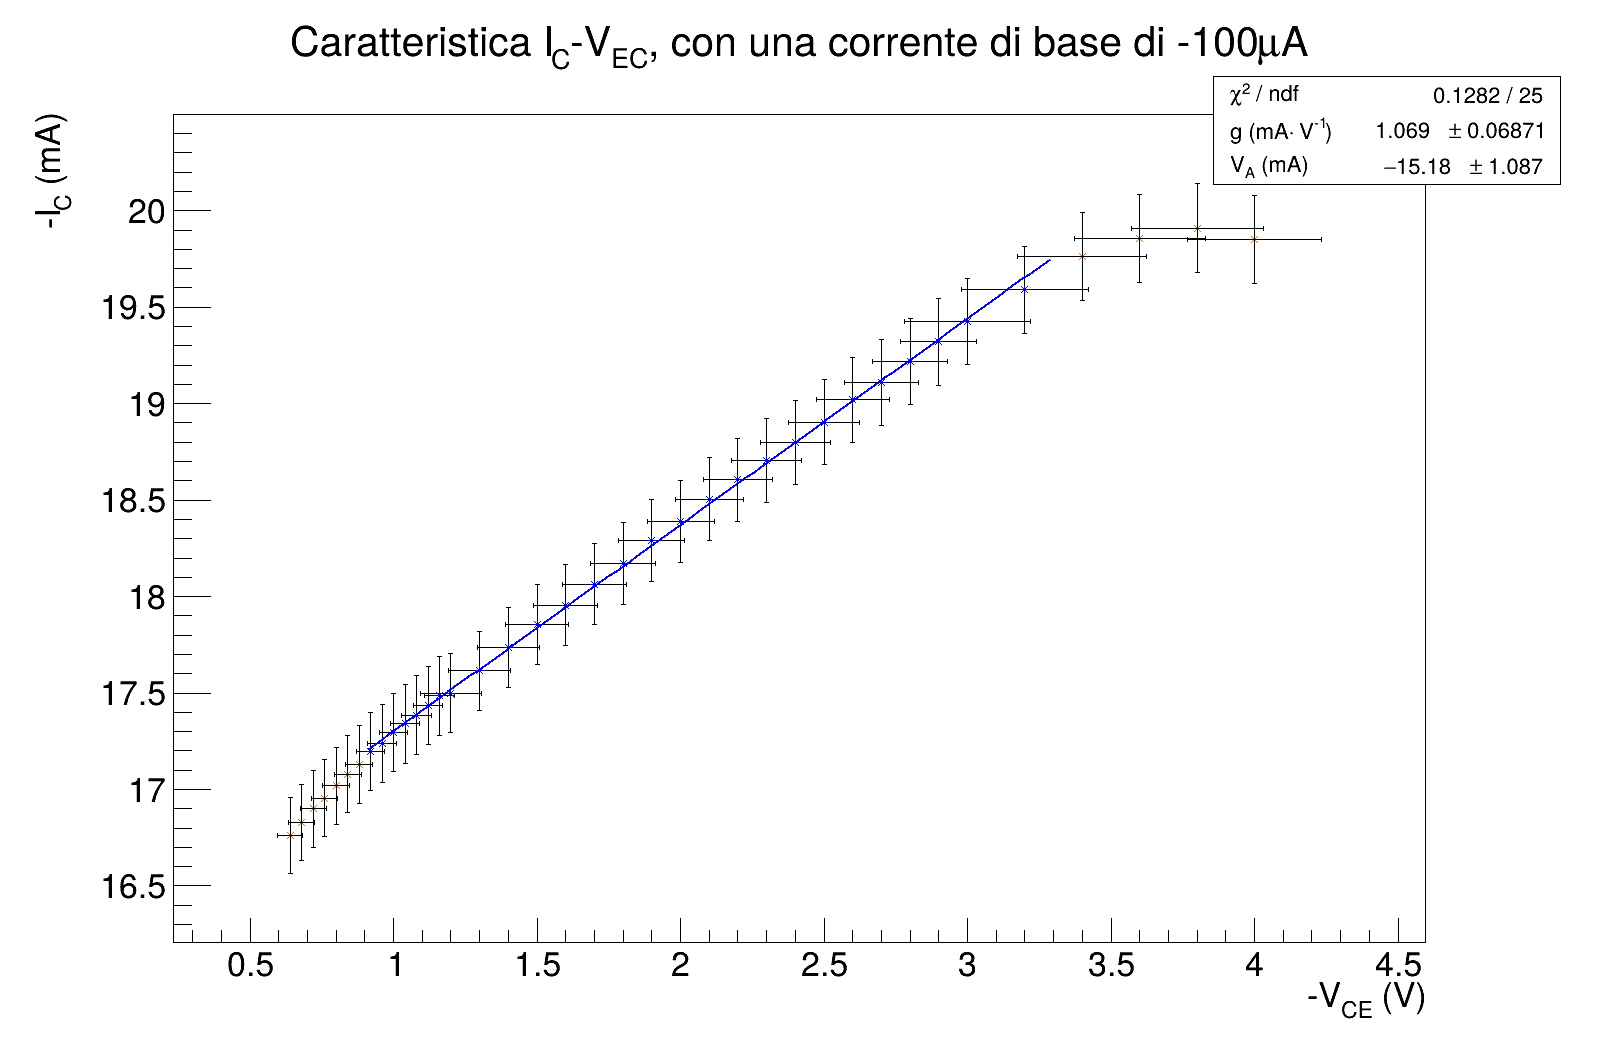 Caratteristica I_C-V_EC, con una corrente di base di -100μA
χ² / ndf 0.1282 / 25
g (mA· V⁻¹) 1.069 ± 0.06871
V_A (mA) −15.18 ± 1.087
-I_C (mA)
20
19.5
19
18.5
18
17.5
17
16.5
0.5 1 1.5 2 2.5 3 3.5 4 4.5
-V_CE (V)